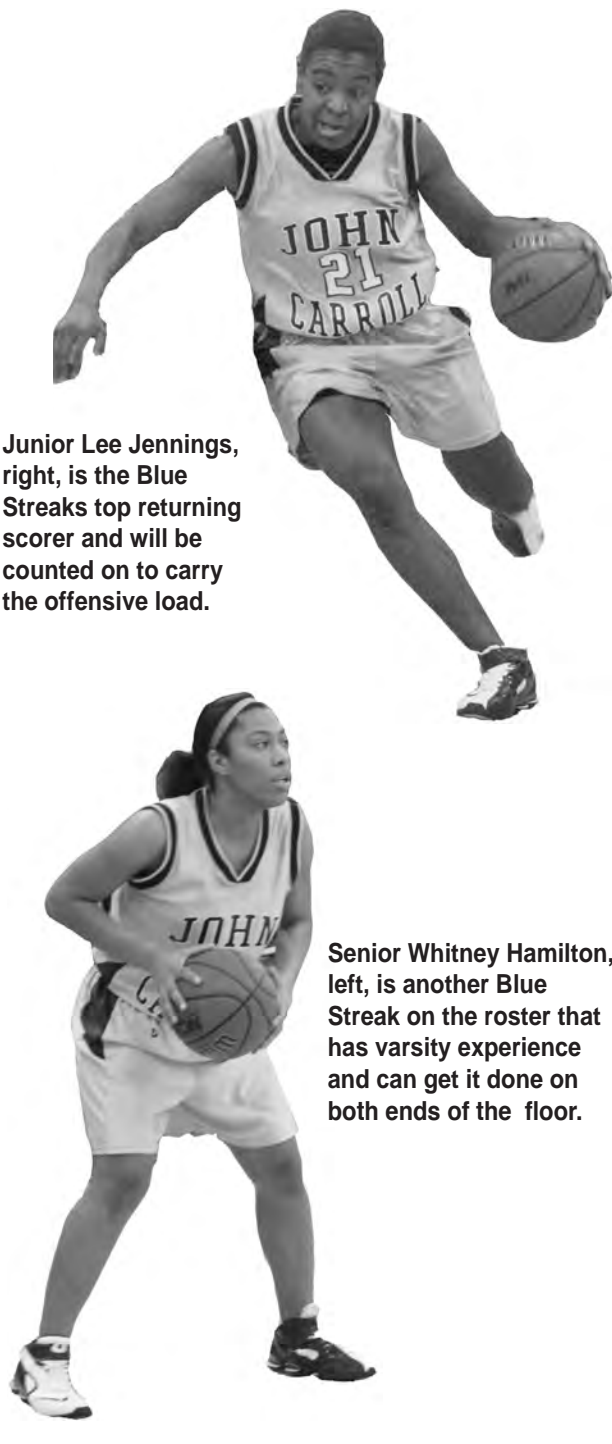 JOHN
21
CARROLL
Junior Lee Jennings,
right, is the Blue
Streaks top returning
scorer and will be
counted on to carry
the offensive load.
JOHN
Senior Whitney Hamilton,
left, is another Blue
Streak on the roster that
has varsity experience
and can get it done on
both ends of the floor.